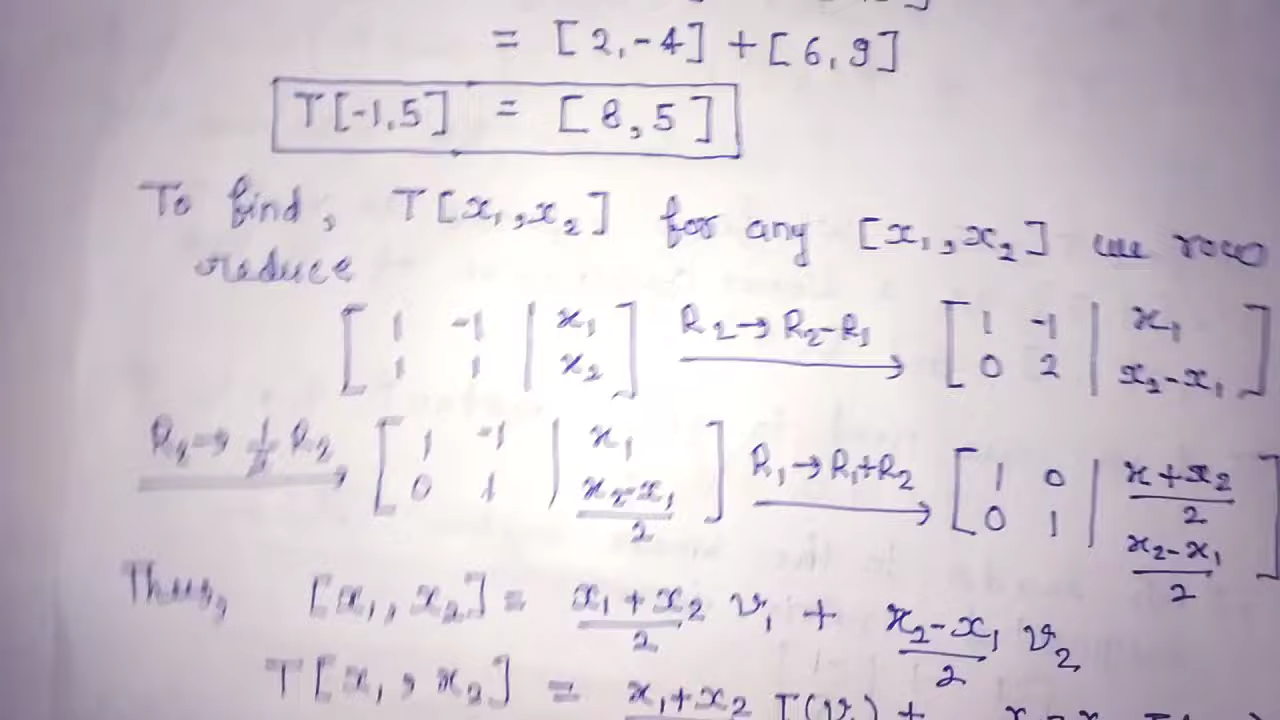 = [2,-4] + [6,9]
T[-1,5] = [8,5]
To find, T[x₁,x₂] for any [x₁,x₂] we row
reduce
[1 -1 | x₁; 1 1 | x₂] R₂→R₂-R₁ [1 -1 | x₁; 0 2 | x₂-x₁]
R₂→ 1/2 R₂ [1 -1 | x₁; 0 1 | (x₂-x₁)/2] R₁→R₁+R₂ [1 0 | (x+x₂)/2; 0 1 | (x₂-x₁)/2]
Thus, [x₁,x₂] = (x₁+x₂)/2 v₁ + (x₂-x₁)/2 v₂
T[x₁,x₂] = x₁+x₂ T(v₁) +